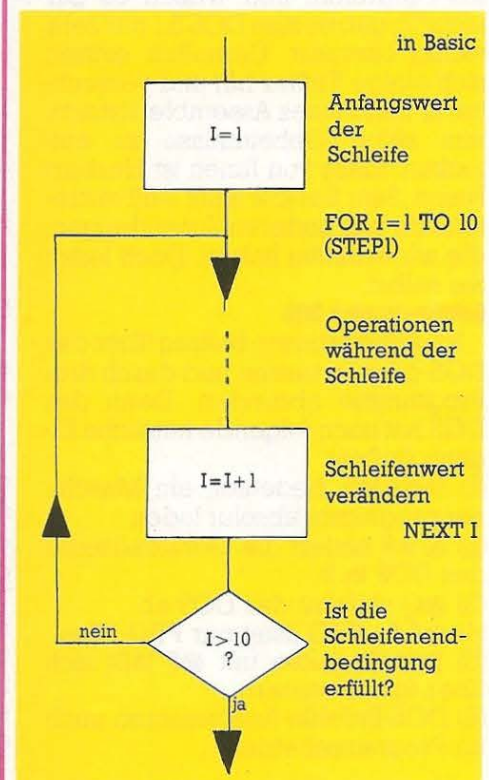 in Basic
I=1
Anfangswert
der
Schleife
FOR I=1 TO 10
(STEP1)
Operationen
während der
Schleife
I=I+1
Schleifenwert
verändern
NEXT I
nein
I>10
?
Ist die
Schleifenend-
bedingung
erfüllt?
ja